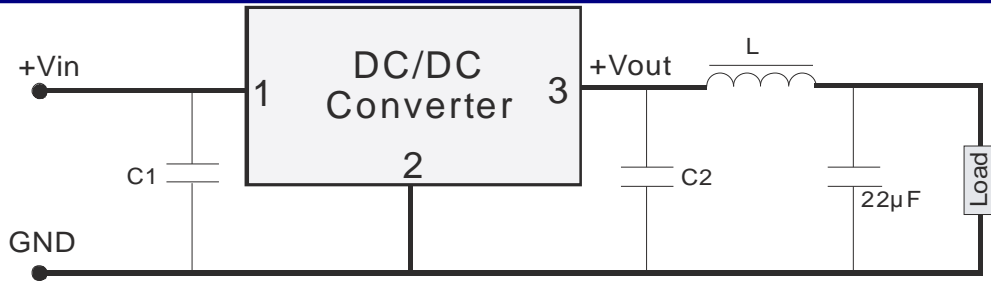 +Vin
DC/DC
Converter
1
2
3
+Vout
L
C1
C2
22µF
Load
GND